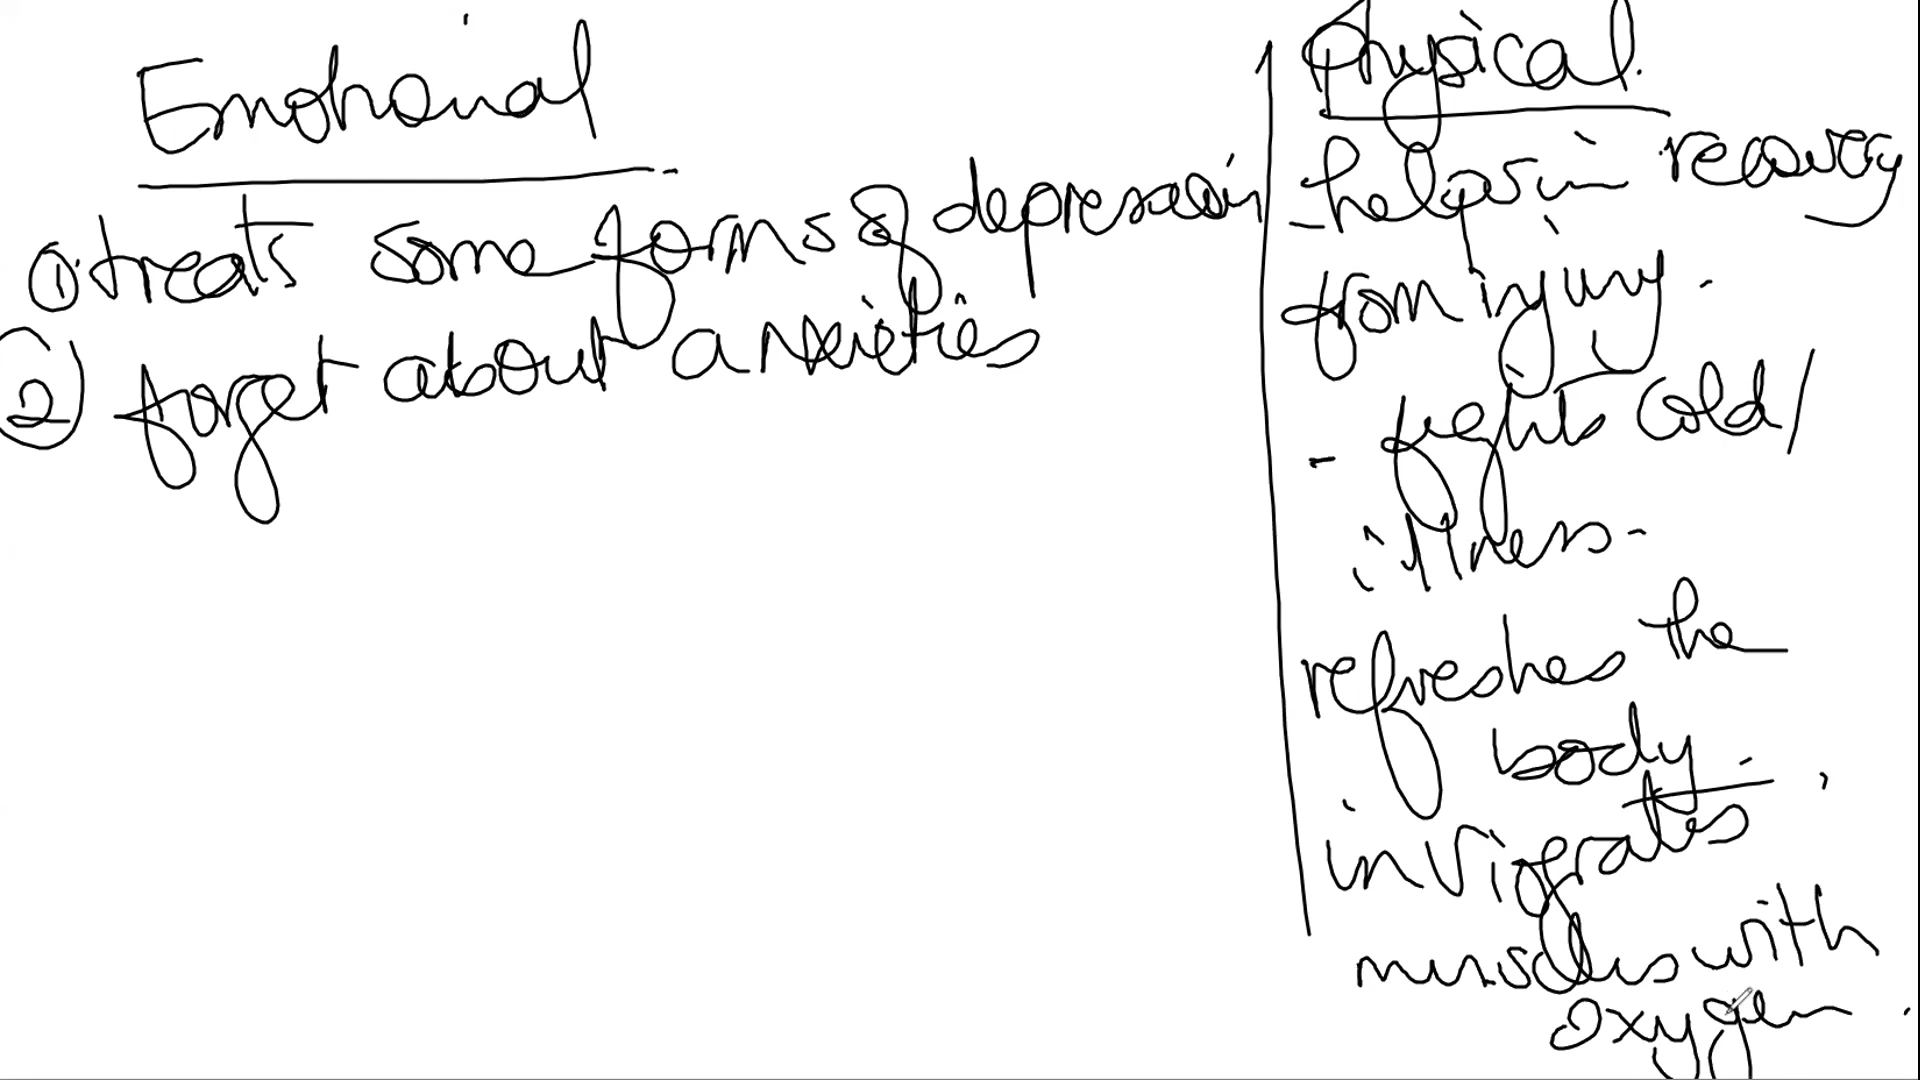 Emotional
① treats some forms of depression
② forget about anxieties
Physical
- helps in recovery
from injury.
- fights cold/
illness-
refreshes the
body.
invigorates
muscles with
oxygen.